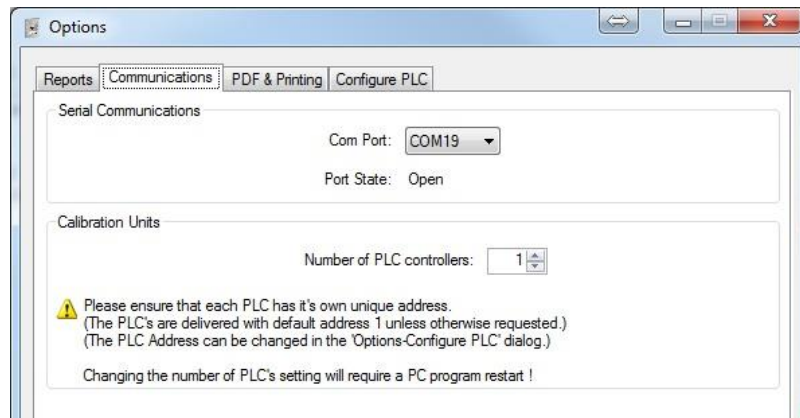 Options
Reports Communications PDF & Printing Configure PLC
Serial Communications
Com Port: COM19
Port State: Open
Calibration Units
Number of PLC controllers: 1
Please ensure that each PLC has it's own unique address.
(The PLC's are delivered with default address 1 unless otherwise requested.)
(The PLC Address can be changed in the 'Options-Configure PLC' dialog.)
Changing the number of PLC's setting will require a PC program restart !